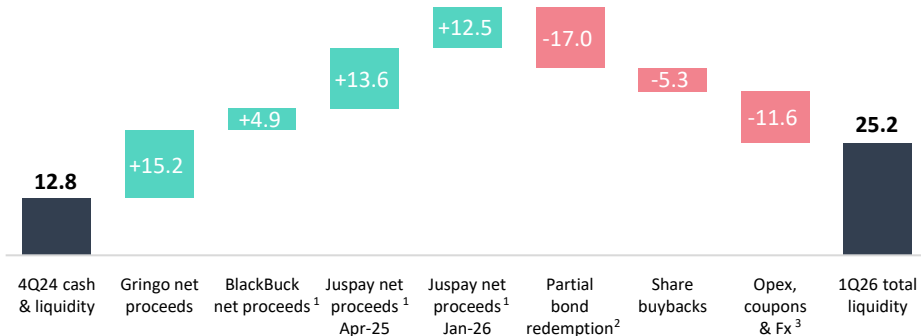 +12.5
-17.0
+13.6
-5.3
+4.9
-11.6
25.2
+15.2
12.8
4Q24 cash
& liquidity
Gringo net
proceeds
BlackBuck
net proceeds 1
Juspay net
proceeds 1
Apr-25
Juspay net
proceeds 1
Jan-26
Partial
bond
redemption2
Share
buybacks
Opex,
coupons
& Fx 3
1Q26 total
liquidity